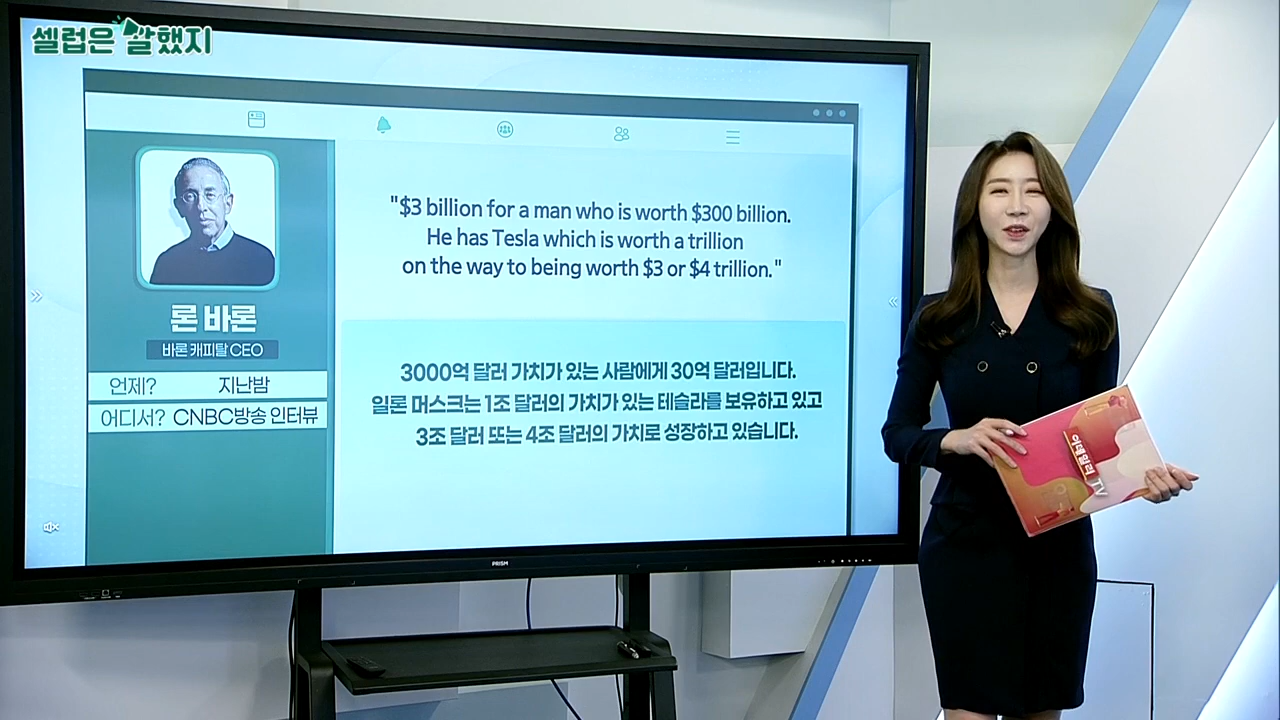 셀럽은 말했지
"$3 billion for a man who is worth $300 billion.
He has Tesla which is worth a trillion
on the way to being worth $3 or $4 trillion."
론 바론
바론 캐피탈 CEO
언제? 지난밤
어디서? CNBC방송 인터뷰
3000억 달러 가치가 있는 사람에게 30억 달러입니다.
일론 머스크는 1조 달러의 가치가 있는 테슬라를 보유하고 있고
3조 달러 또는 4조 달러의 가치로 성장하고 있습니다.
PRISM
이데일리 TV